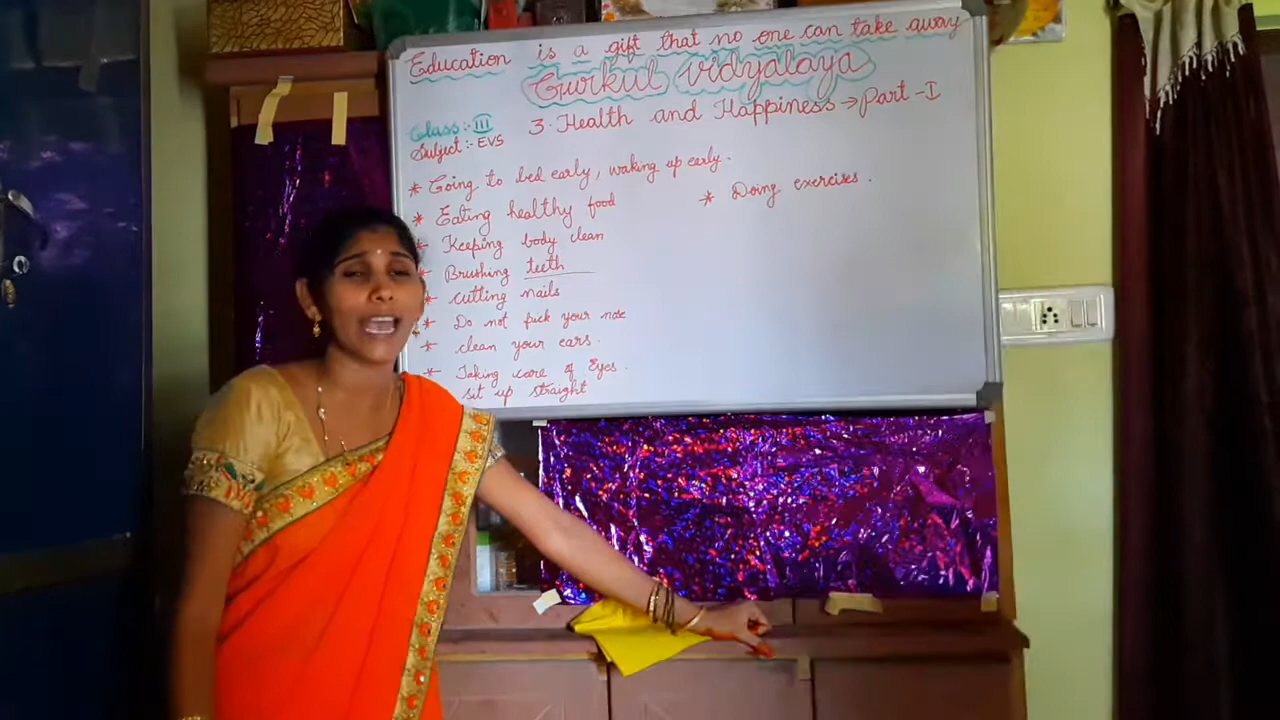 Education is a gift that no one can take away
Gurkul vidyalaya
Class:- III
3. Health and Happiness → Part - I
Subject:- EVS
* Going to bed early, waking up early.
* Doing exercises.
* Eating healthy food
* Keeping body clean
* Brushing teeth
* cutting nails
* Do not pick your nose
* clean your ears.
* Taking care of Eyes.
sit up straight